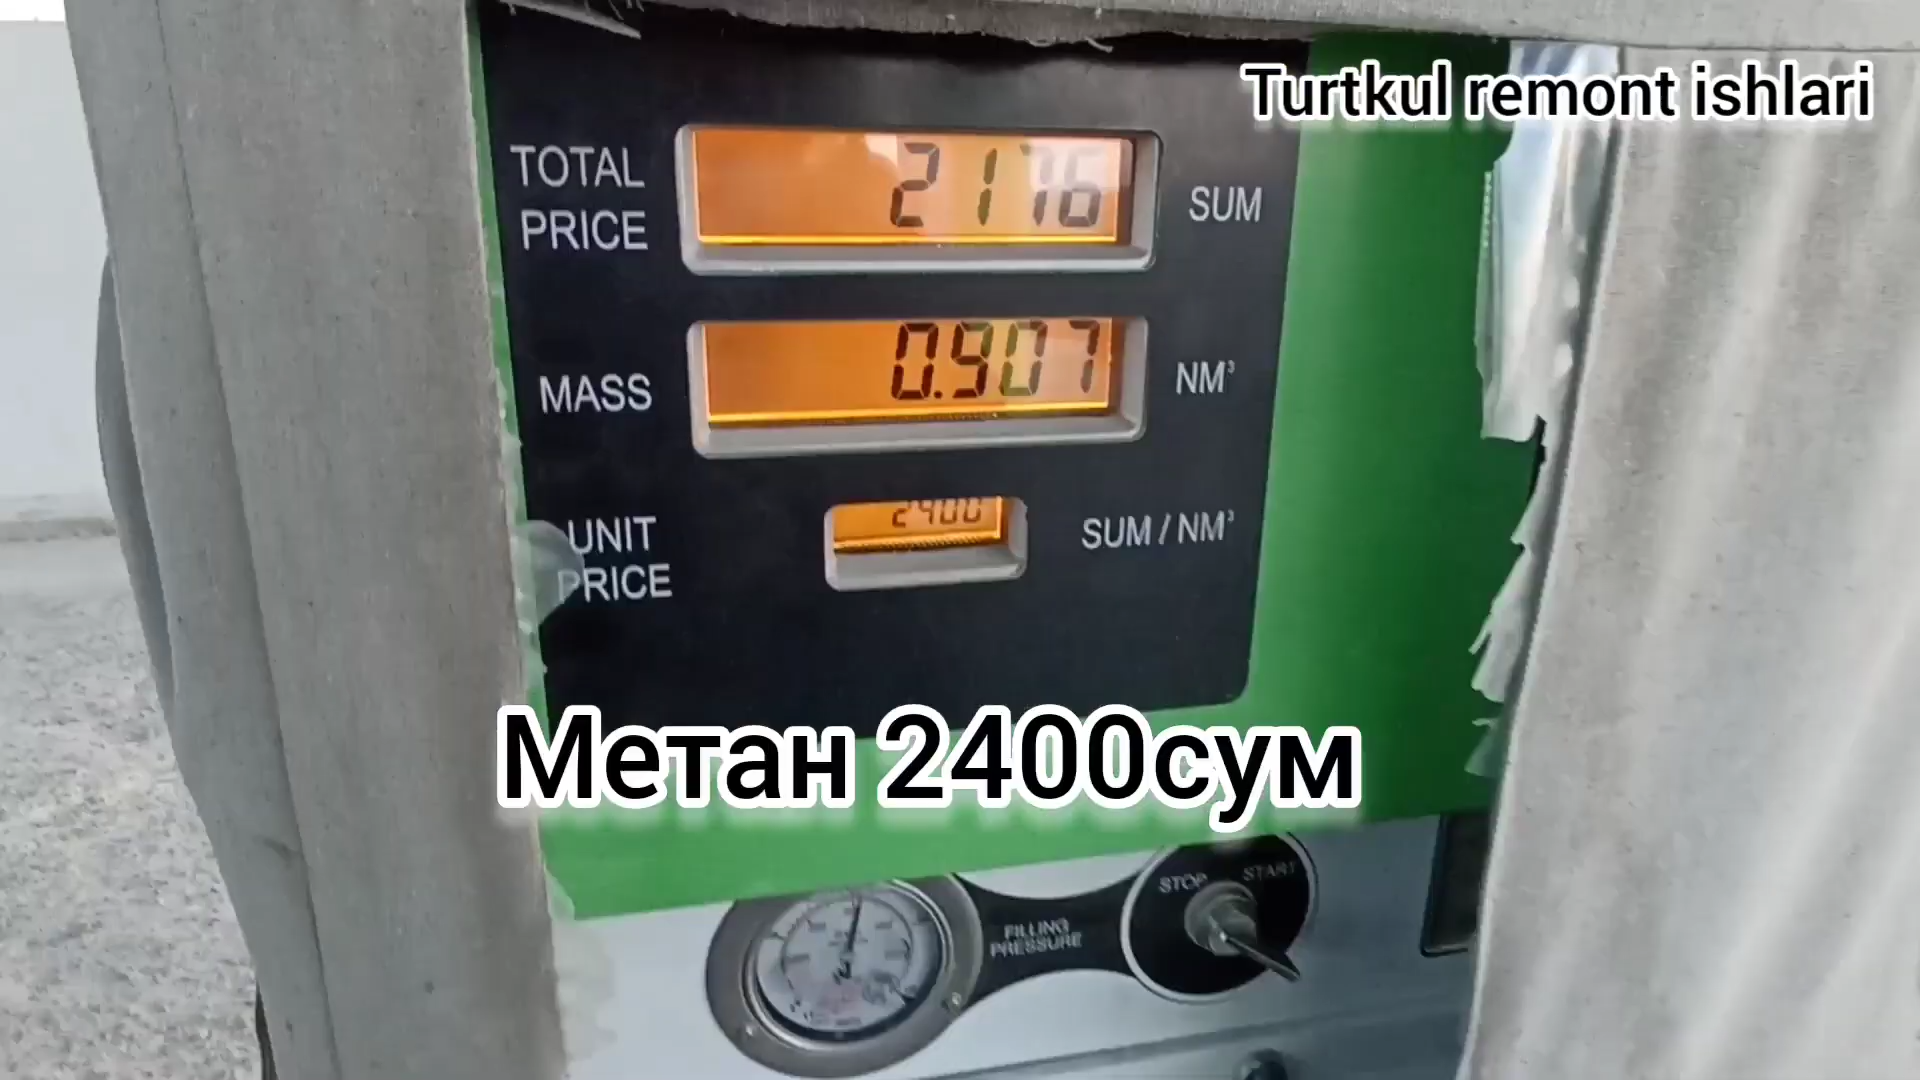 Turtkul remont ishlari
TOTAL
PRICE
2176
SUM
MASS
0.907
NM³
UNIT
PRICE
2400
SUM / NM³
Метан 2400сум
STOP
START
FILLING
PRESSURE